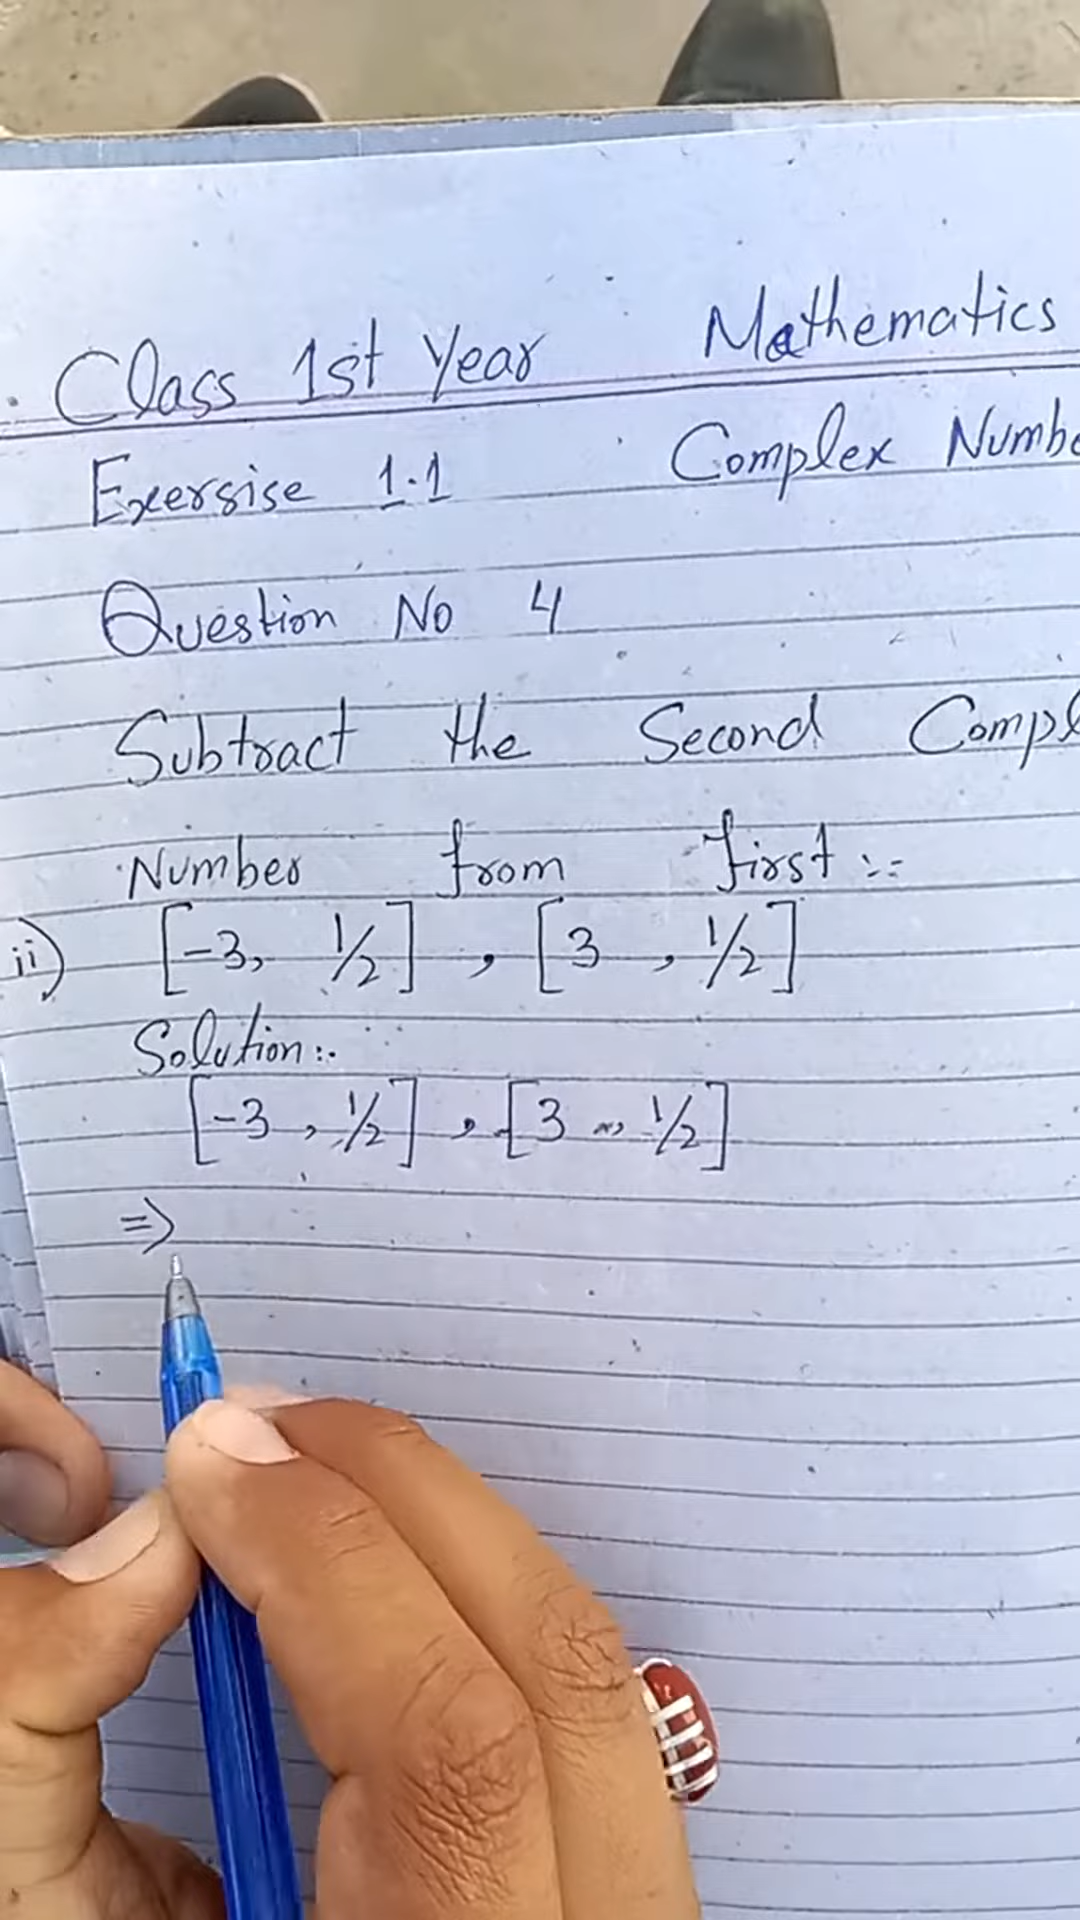 Class 1st Year Mathematics
Exersise 1.1 Complex Numbe
Question No 4
Subtract the Second Compl
Number from first :-
ii) [-3, 1/2] , [3 , 1/2]
Solution:-
[-3 , 1/2] , [3 , 1/2]
=>